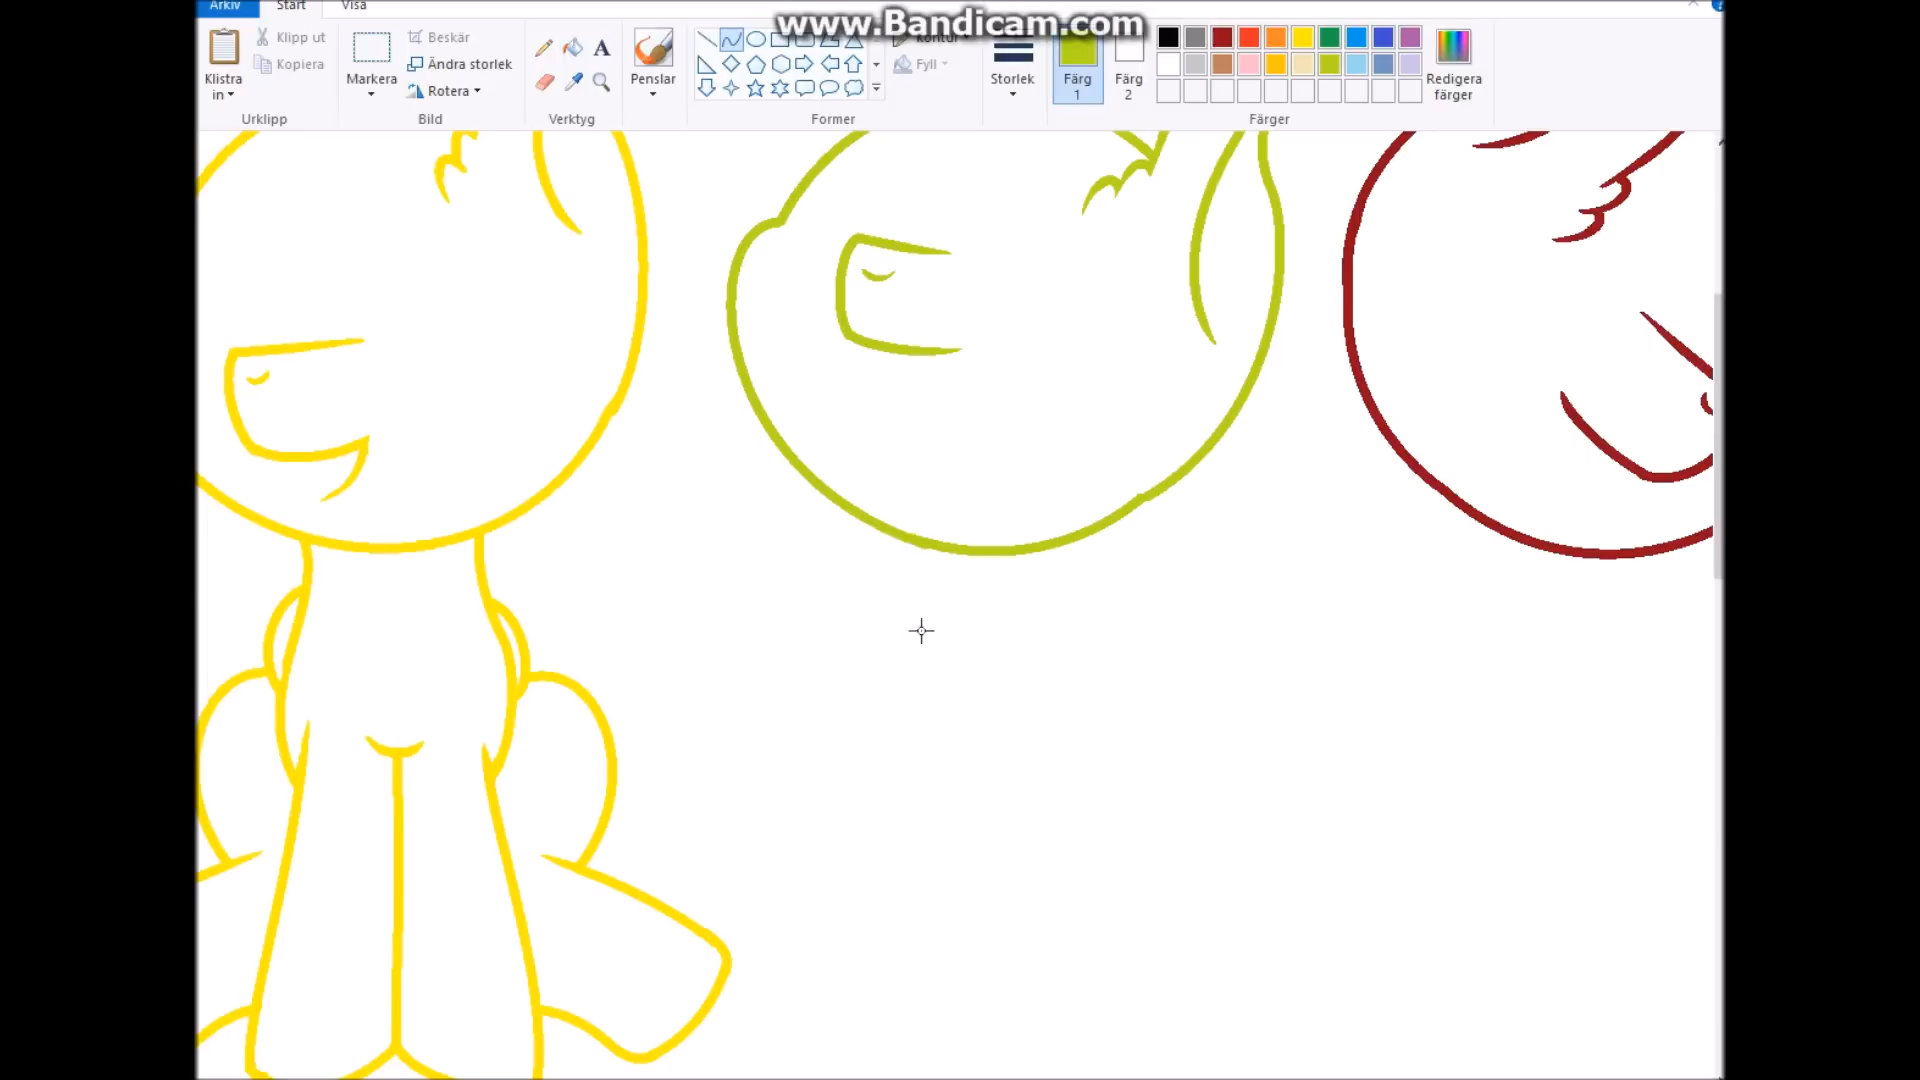 Arkiv Start Visa
www.Bandicam.com
Klipp ut
Kopiera
Klistra
in
Urklipp
Beskär
Ändra storlek
Rotera
Markera
Bild
A
Verktyg
Penslar
Kontur
Fyll
Former
Storlek
Färg
1
Färg
2
Redigera
färger
Färger